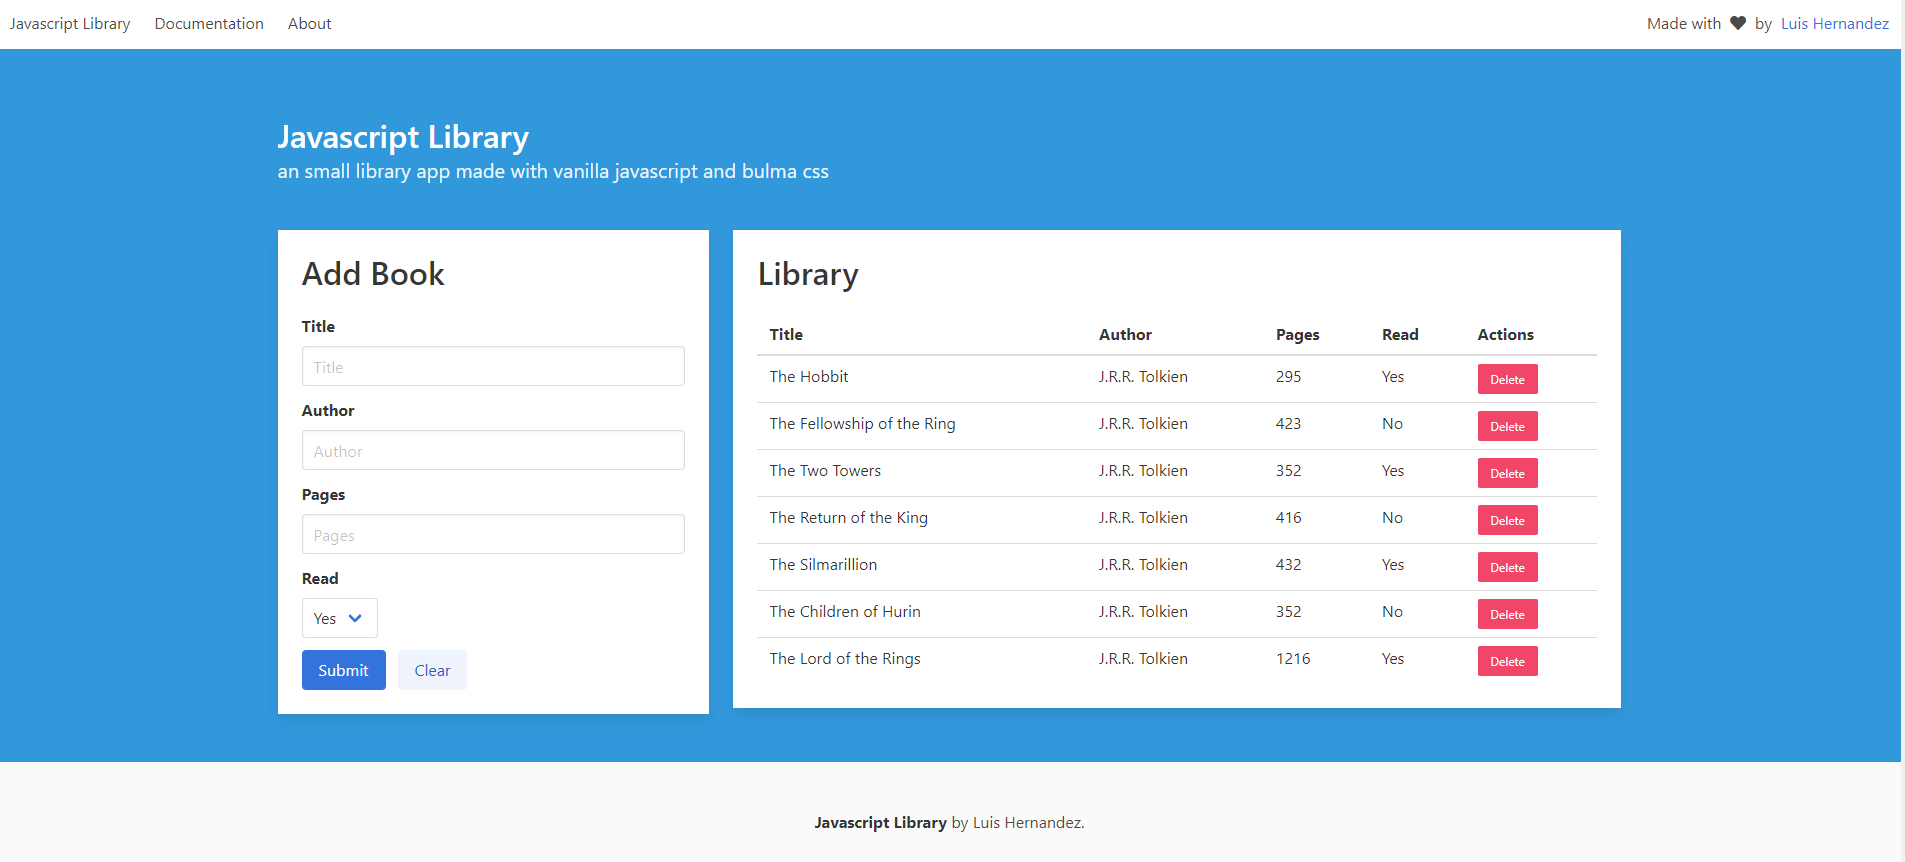 Javascript Library Documentation About Made with by Luis Hernandez
Javascript Library
an small library app made with vanilla javascript and bulma css
Add Book
Title
Title
Author
Author
Pages
Pages
Read
Yes
Submit Clear
Library
Title Author Pages Read Actions
The Hobbit J.R.R. Tolkien 295 Yes Delete
The Fellowship of the Ring J.R.R. Tolkien 423 No Delete
The Two Towers J.R.R. Tolkien 352 Yes Delete
The Return of the King J.R.R. Tolkien 416 No Delete
The Silmarillion J.R.R. Tolkien 432 Yes Delete
The Children of Hurin J.R.R. Tolkien 352 No Delete
The Lord of the Rings J.R.R. Tolkien 1216 Yes Delete
Javascript Library by Luis Hernandez.